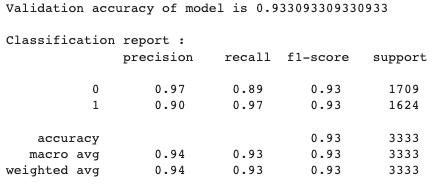 Validation accuracy of model is 0.933093309330933
Classification report :
precision recall f1-score support
0 0.97 0.89 0.93 1709
1 0.90 0.97 0.93 1624
accuracy 0.93 3333
macro avg 0.94 0.93 0.93 3333
weighted avg 0.94 0.93 0.93 3333